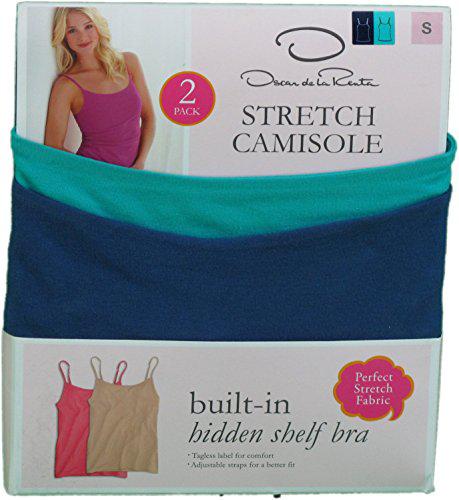 S
Oscar de la Renta
2
PACK
STRETCH
CAMISOLE
Perfect
Stretch
Fabric
built-in
hidden shelf bra
• Tagless label for comfort
• Adjustable straps for a better fit